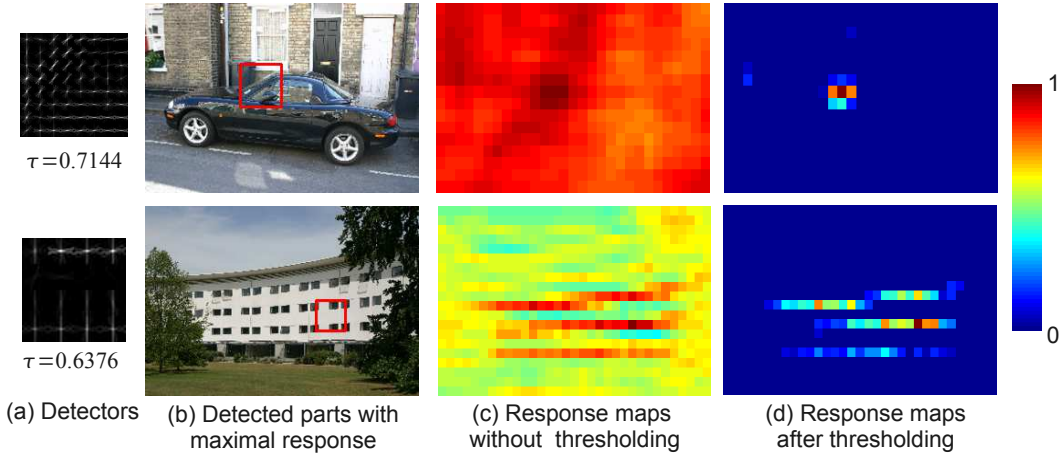 τ=0.7144
1
τ=0.6376
0
(a) Detectors
(b) Detected parts with
maximal response
(c) Response maps
without thresholding
(d) Response maps
after thresholding